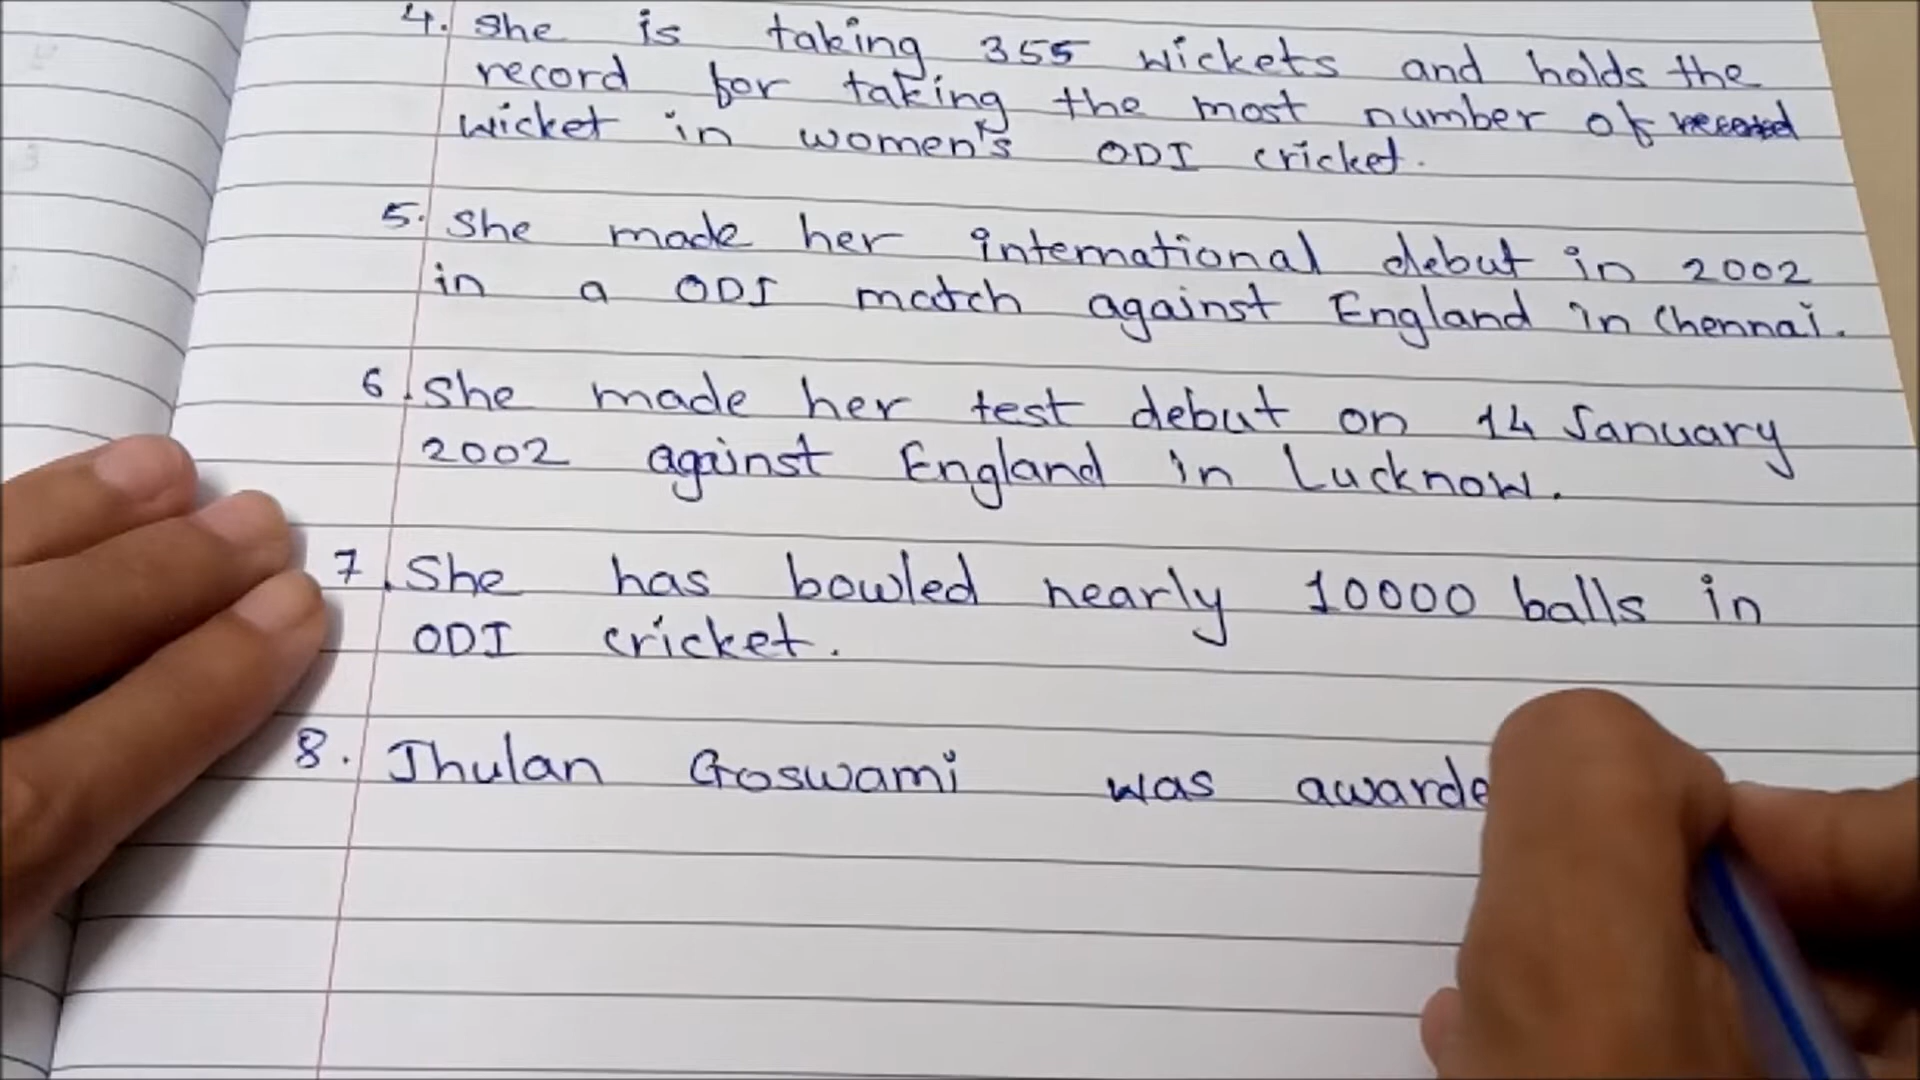 4. She is taking 355 wickets and holds the
record for taking the most number of
wicket in women's ODI cricket.
5. She made her international debut in 2002
in a ODI match against England in Chennai.
6. She made her test debut on 14 January
2002 against England in Lucknow.
7. She has bowled nearly 10000 balls in
ODI cricket.
8. Jhulan Goswami was awarde